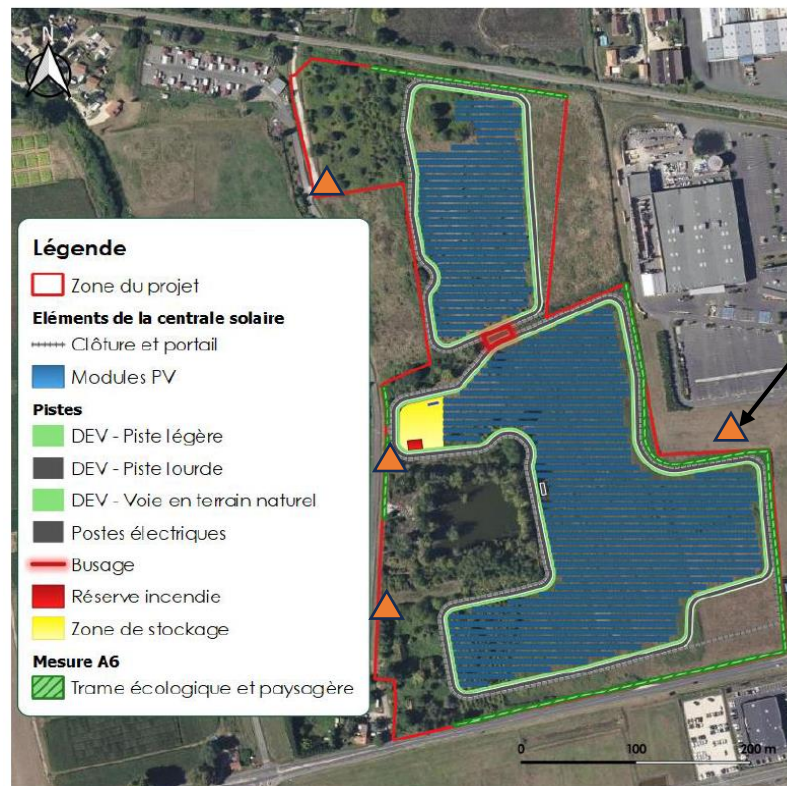 N
Légende
Zone du projet
Eléments de la centrale solaire
Clôture et portail
Modules PV
Pistes
DEV - Piste légère
DEV - Piste lourde
DEV - Voie en terrain naturel
Postes électriques
Busage
Réserve incendie
Zone de stockage
Mesure A6
Trame écologique et paysagère
0 100 200 m